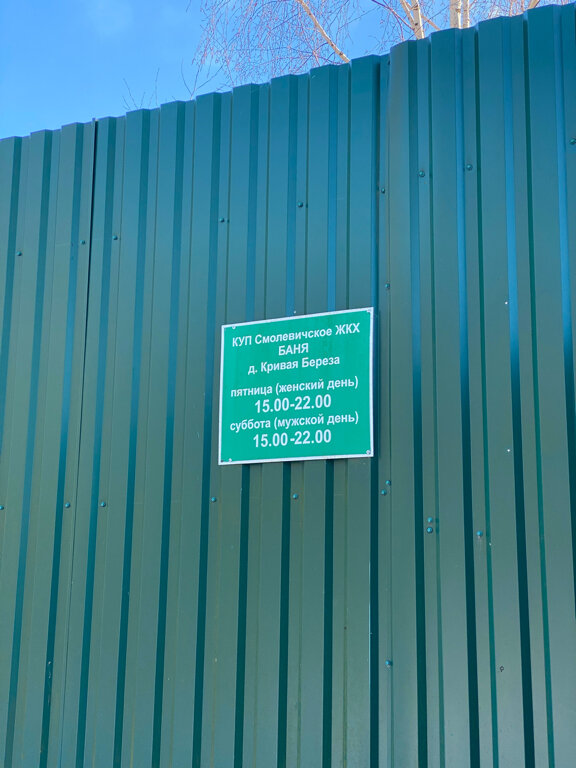 КУП Смолевичское ЖКХ
БАНЯ
д. Кривая Береза
пятница (женский день)
15.00-22.00
суббота (мужской день)
15.00-22.00